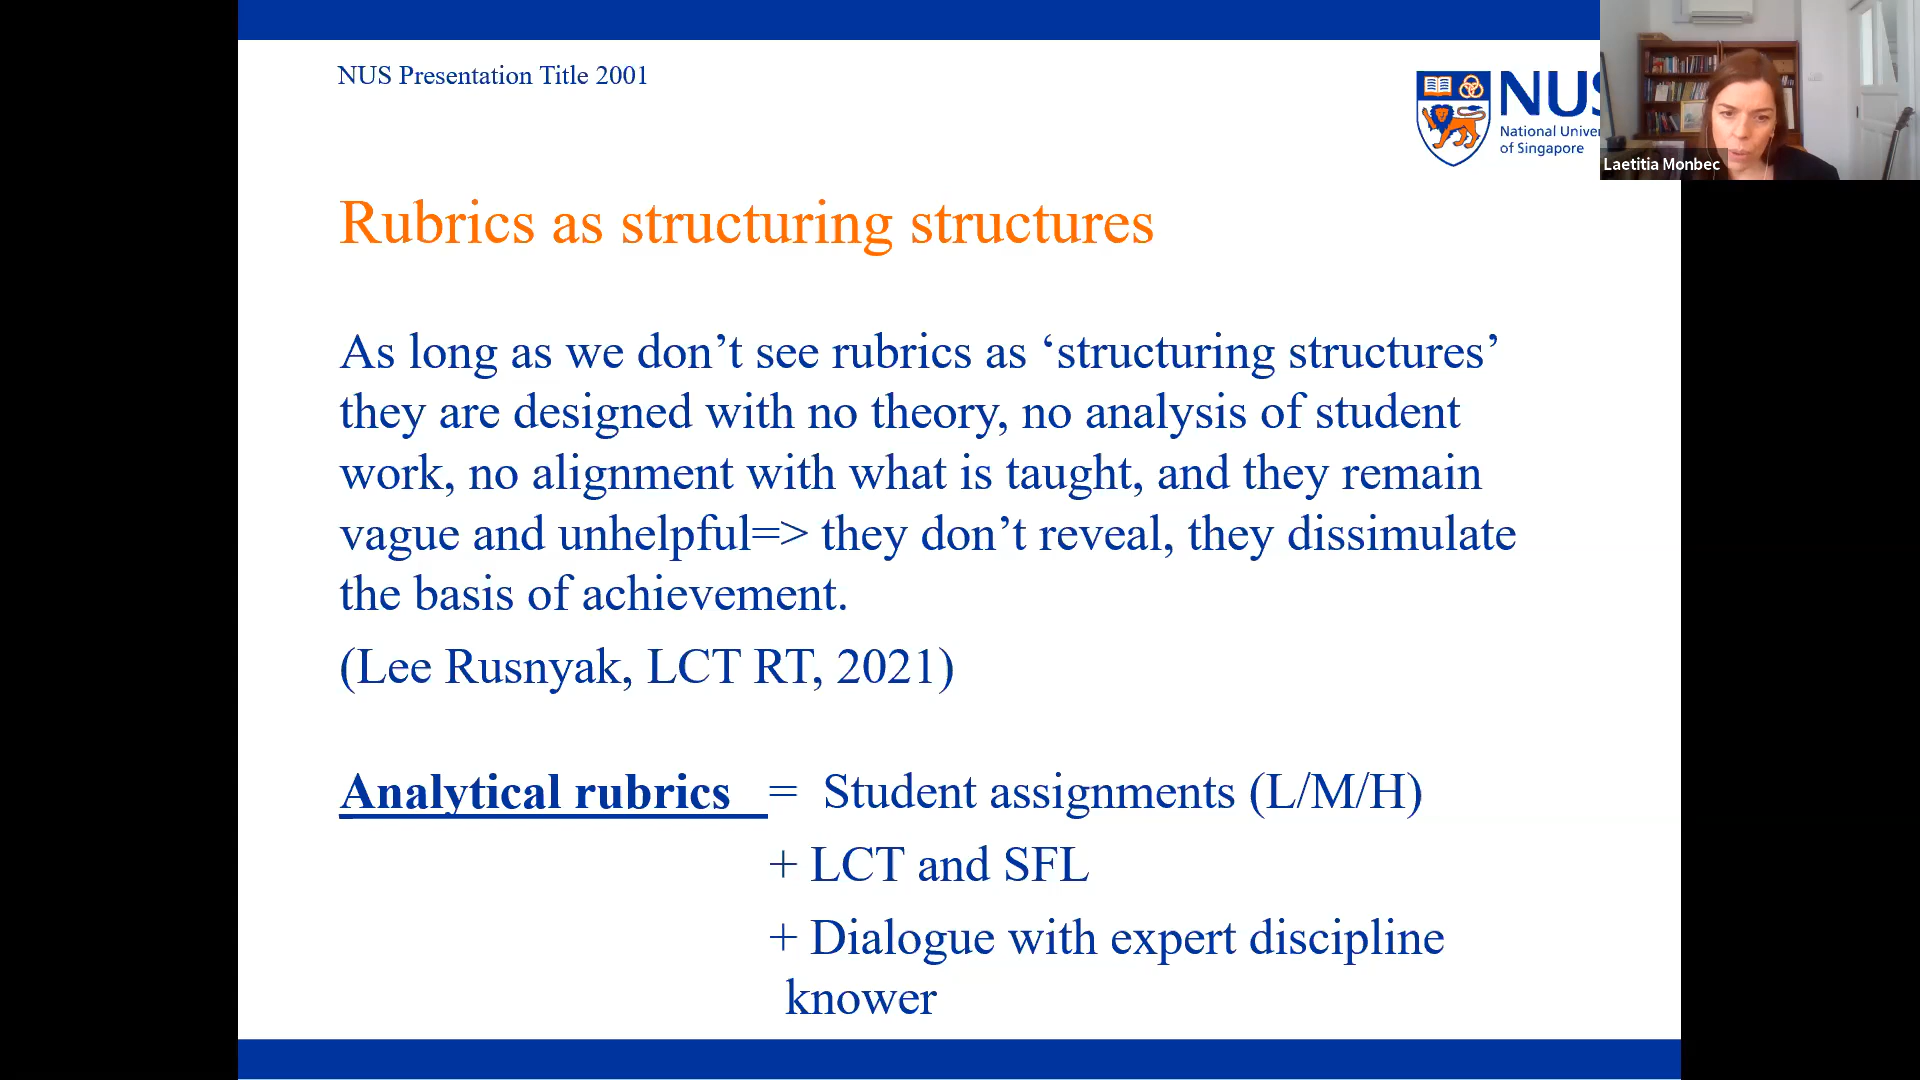 NUS Presentation Title 2001
NUS
National Univer
of Singapore
Laetitia Monbec
Rubrics as structuring structures
As long as we don’t see rubrics as ‘structuring structures’
they are designed with no theory, no analysis of student
work, no alignment with what is taught, and they remain
vague and unhelpful=> they don’t reveal, they dissimulate
the basis of achievement.
(Lee Rusnyak, LCT RT, 2021)
Analytical rubrics = Student assignments (L/M/H)
+ LCT and SFL
+ Dialogue with expert discipline
knower